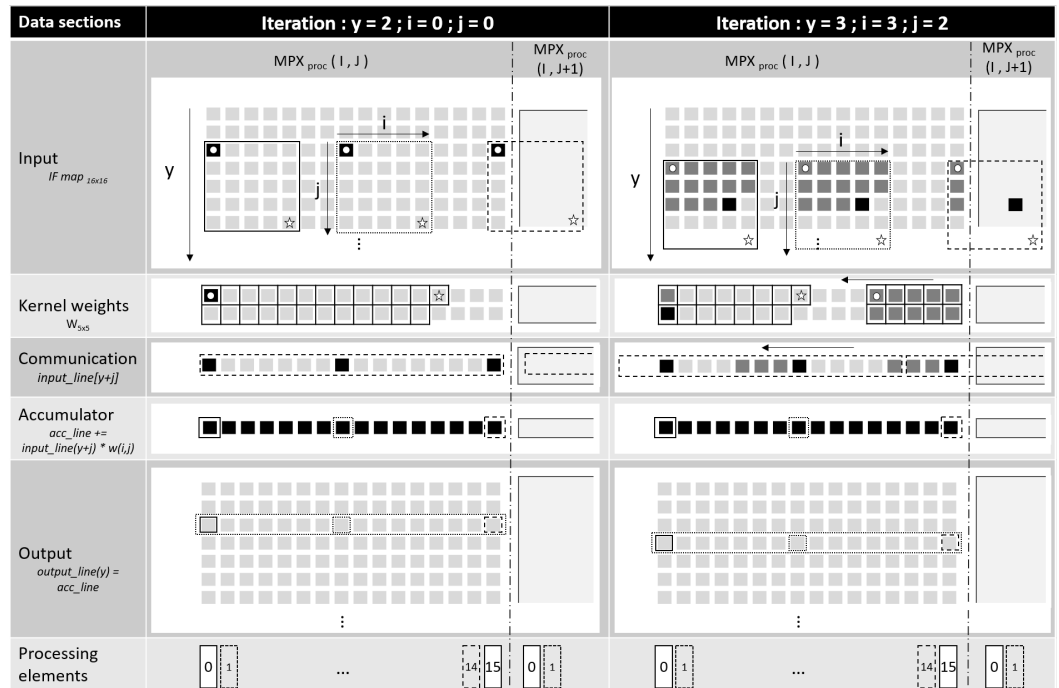 Data sections
Iteration : y = 2 ; i = 0 ; j = 0
Iteration : y = 3 ; i = 3 ; j = 2
MPX proc ( I , J )
MPX proc
( I , J+1)
MPX proc ( I , J )
MPX proc
( I , J+1)
Input
IF map 16x16
y
i
j
⋮
y
i
j
⋮
Kernel weights
W5x5
Communication
input_line[y+j]
Accumulator
acc_line +=
input_line(y+j) * w(i,j)
Output
output_line(y) =
acc_line
⋮
⋮
Processing
elements
0 1 ... 14 15 0 1
0 1 ... 14 15 0 1